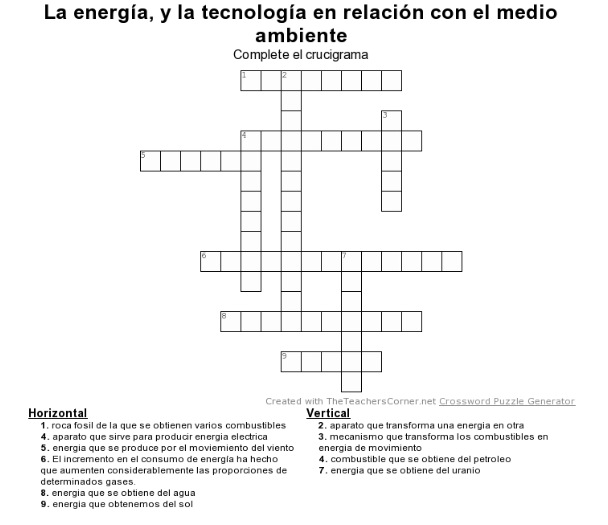 La energía, y la tecnología en relación con el medio
ambiente
Complete el crucigrama
1 2
3
4
5
6 7
8
9
Created with TheTeachersCorner.net Crossword Puzzle Generator
Horizontal
1. roca fosil de la que se obtienen varios combustibles
4. aparato que sirve para producir energia electrica
5. energia que se produce por el moviemiento del viento
6. El incremento en el consumo de energía ha hecho
que aumenten considerablemente las proporciones de
determinados gases.
8. energia que se obtiene del agua
9. energia que obtenemos del sol
Vertical
2. aparato que transforma una energia en otra
3. mecanismo que transforma los combustibles en
energia de movimiento
4. combustible que se obtiene del petroleo
7. energia que se obtiene del uranio